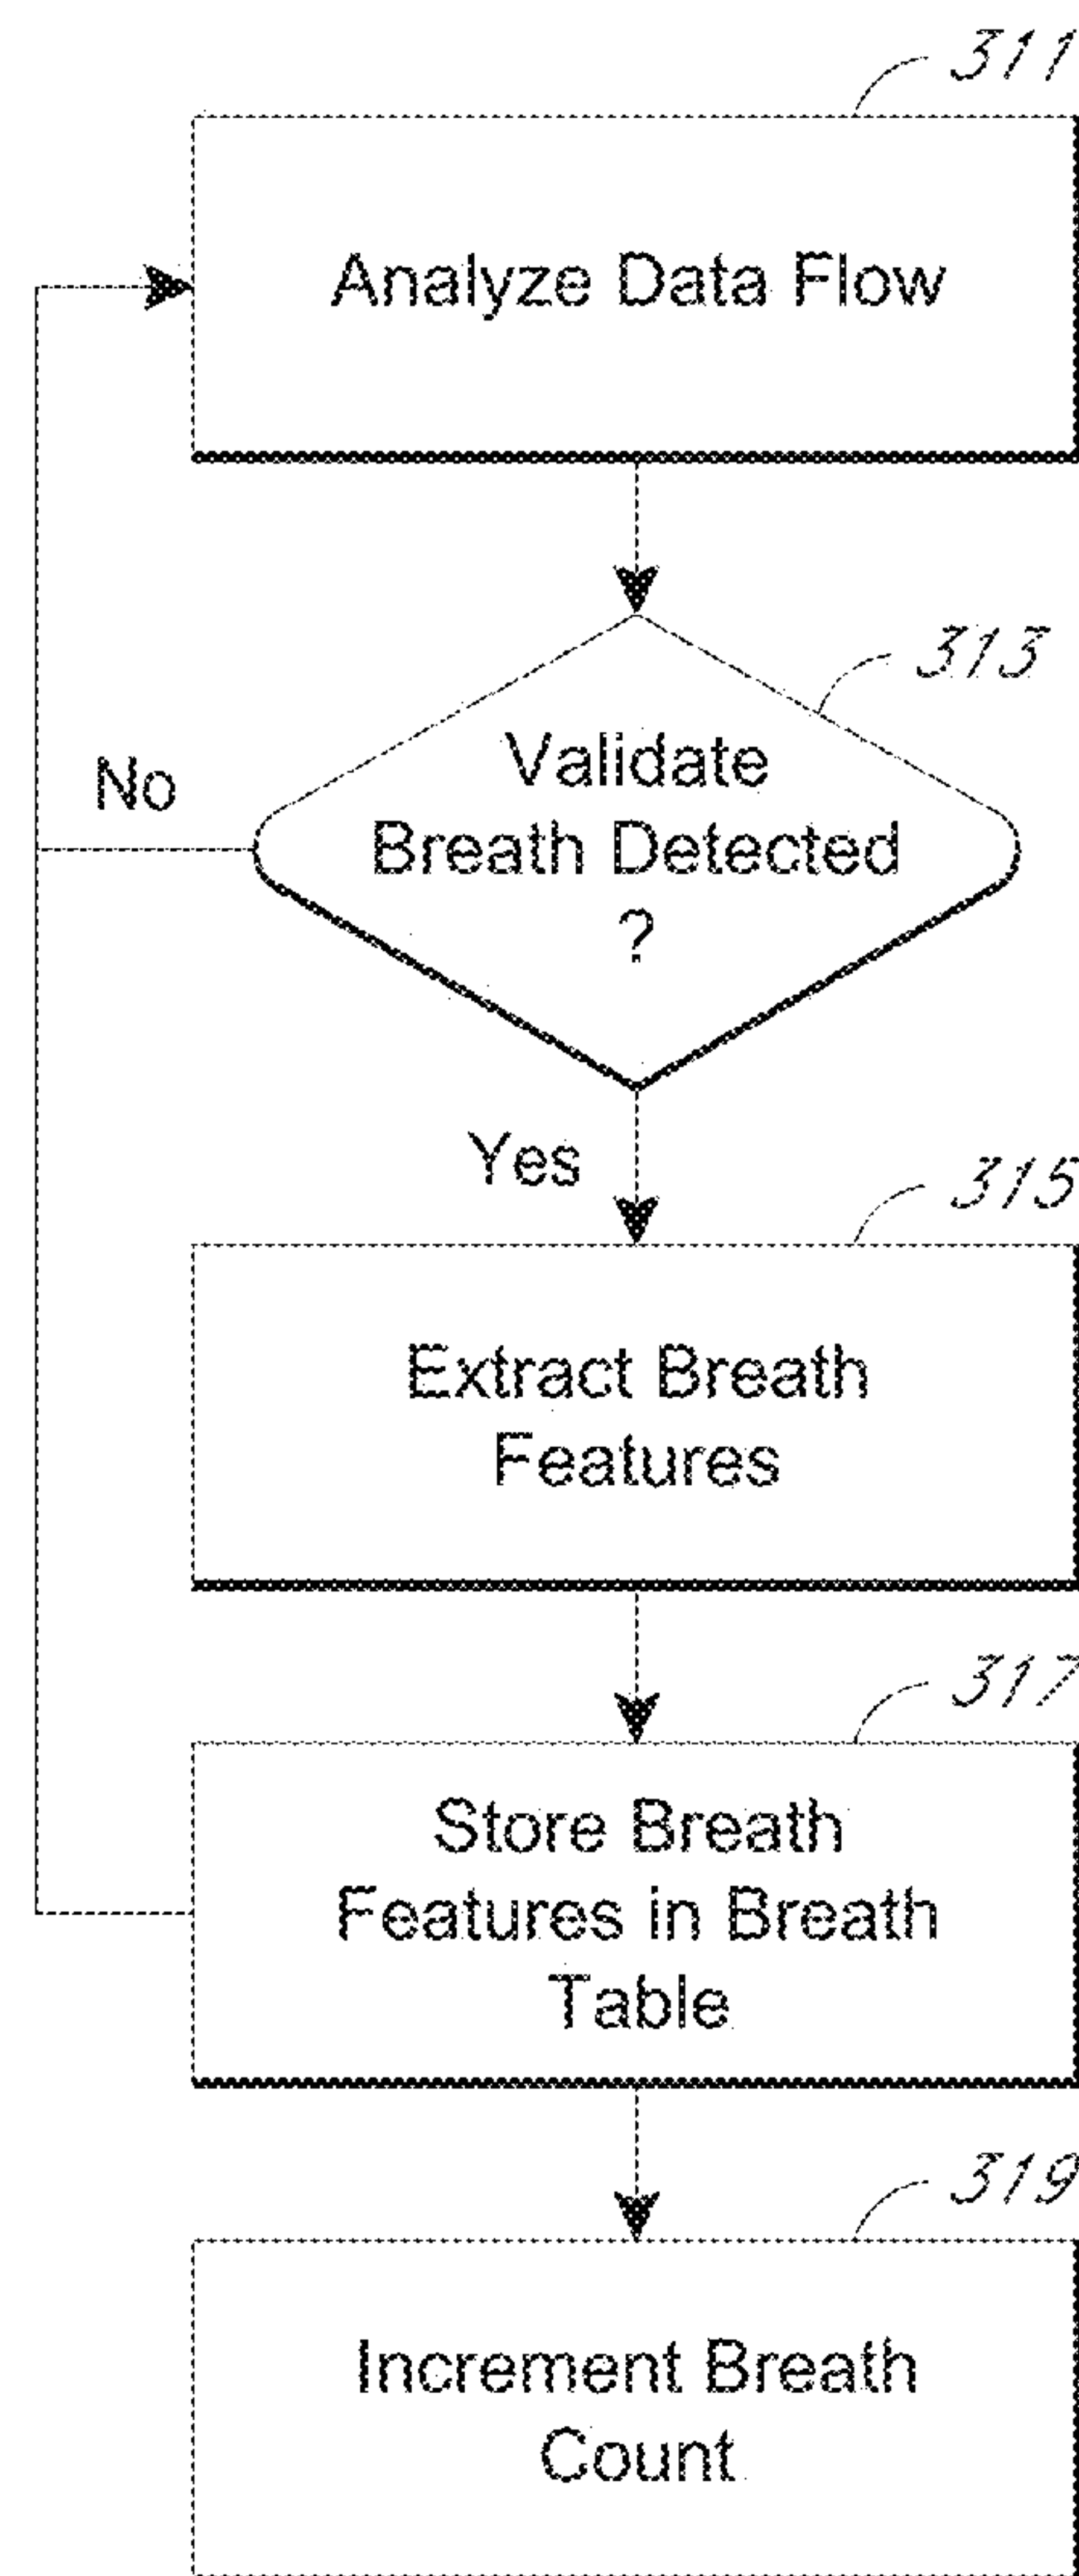 311
Analyze Data Flow
313
Validate
Breath Detected
?
No
Yes
315
Extract Breath
Features
317
Store Breath
Features in Breath
Table
319
Increment Breath
Count